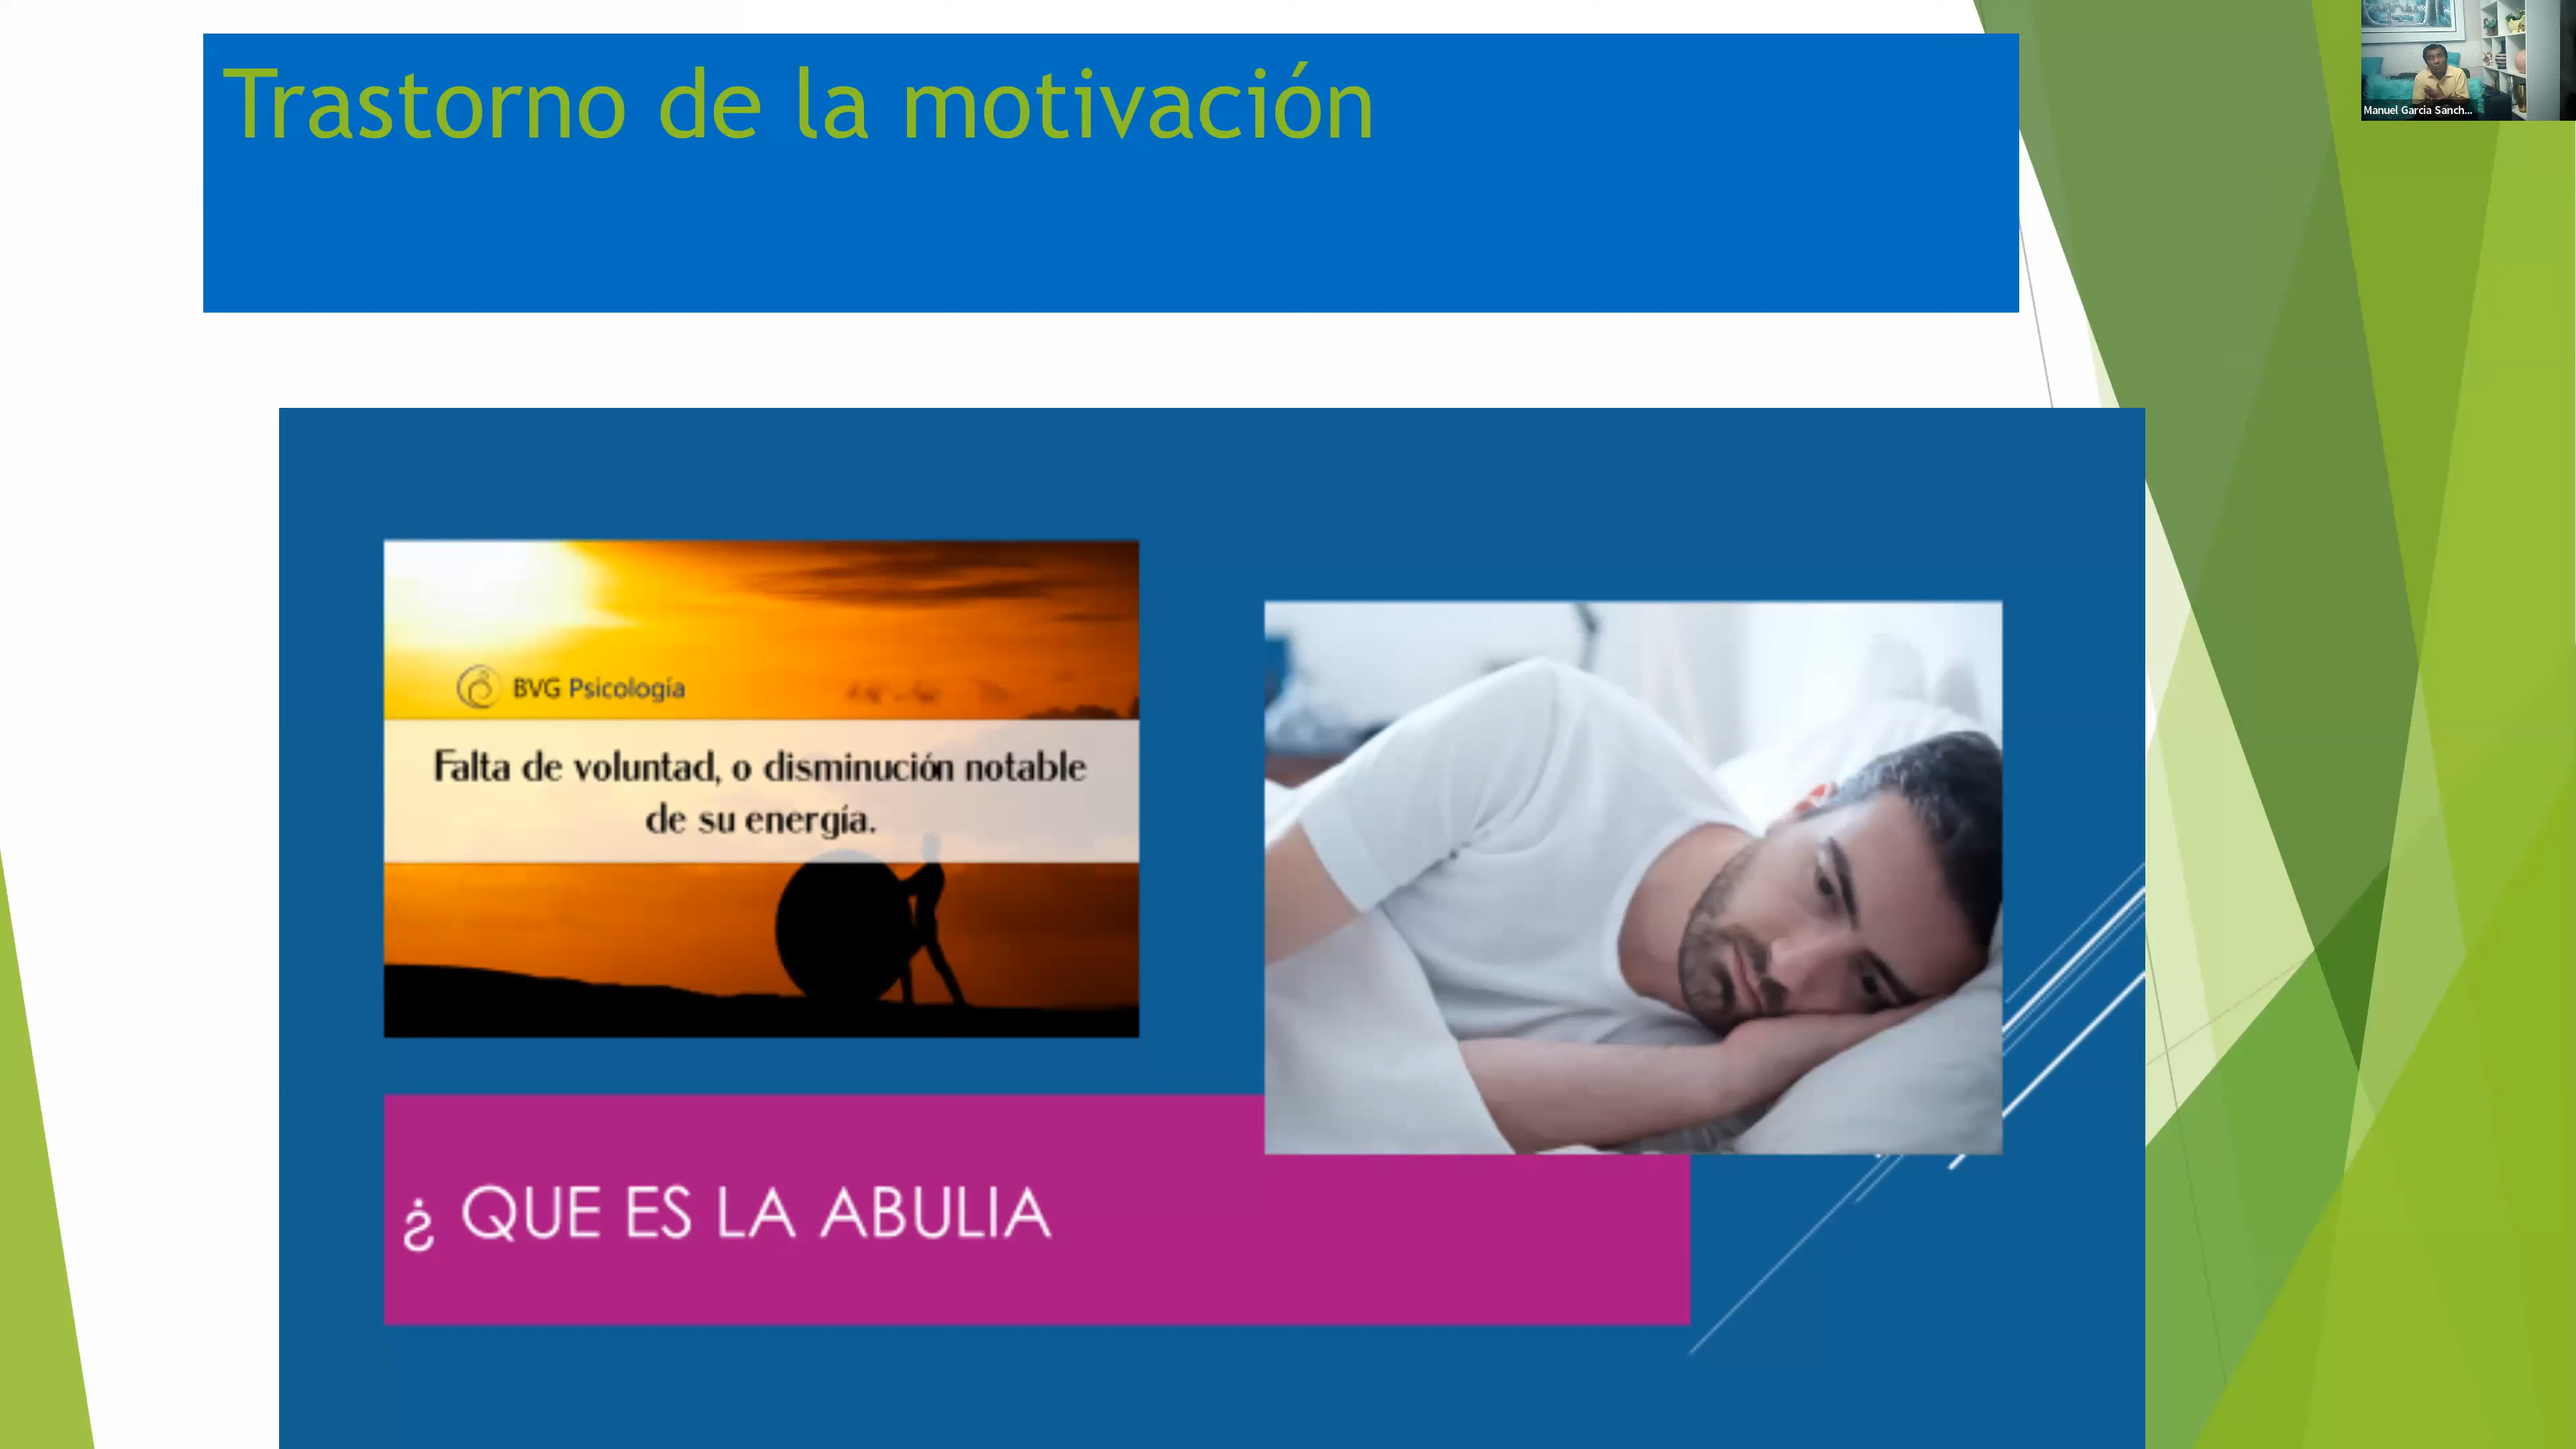 Trastorno de la motivación
Manuel Garcia Sanch...
BVG Psicología
Falta de voluntad, o disminución notable
de su energía.
¿ QUE ES LA ABULIA